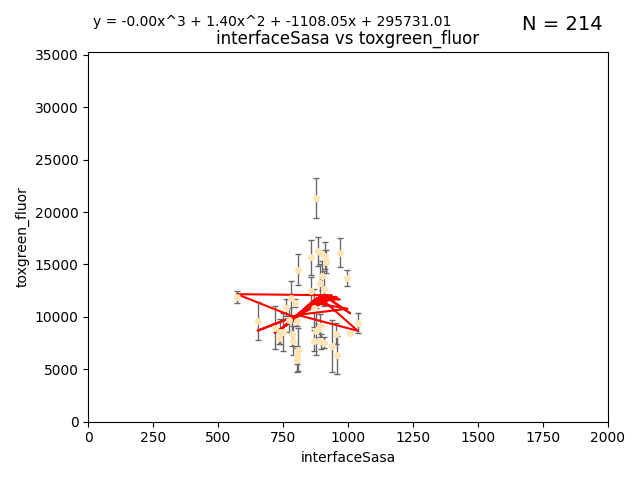 y = -0.00x^3 + 1.40x^2 + -1108.05x + 295731.01
N = 214
interfaceSasa vs toxgreen_fluor
35000
30000
25000
20000
15000
10000
5000
0
toxgreen_fluor
0 250 500 750 1000 1250 1500 1750 2000
interfaceSasa